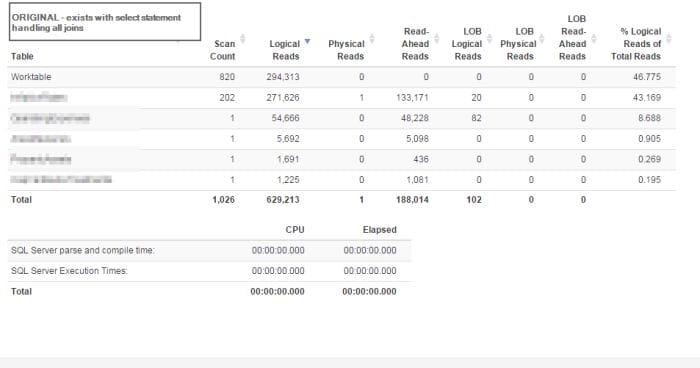 ORIGINAL - exists with select statement
handling all joins
Table Scan Count Logical Reads Physical Reads Read-Ahead Reads LOB Logical Reads LOB Physical Reads LOB Read-Ahead Reads % Logical Reads of Total Reads
Worktable 820 294,313 0 0 0 0 0 46.775
202 271,626 1 133,171 20 0 0 43.169
1 54,666 0 48,228 82 0 0 8.688
1 5,692 0 5,098 0 0 0 0.905
1 1,691 0 436 0 0 0 0.269
1 1,225 0 1,081 0 0 0 0.195
Total 1,026 629,213 1 188,014 102 0 0
CPU Elapsed
SQL Server parse and compile time: 00:00:00.000 00:00:00.000
SQL Server Execution Times: 00:00:00.000 00:00:00.000
Total 00:00:00.000 00:00:00.000